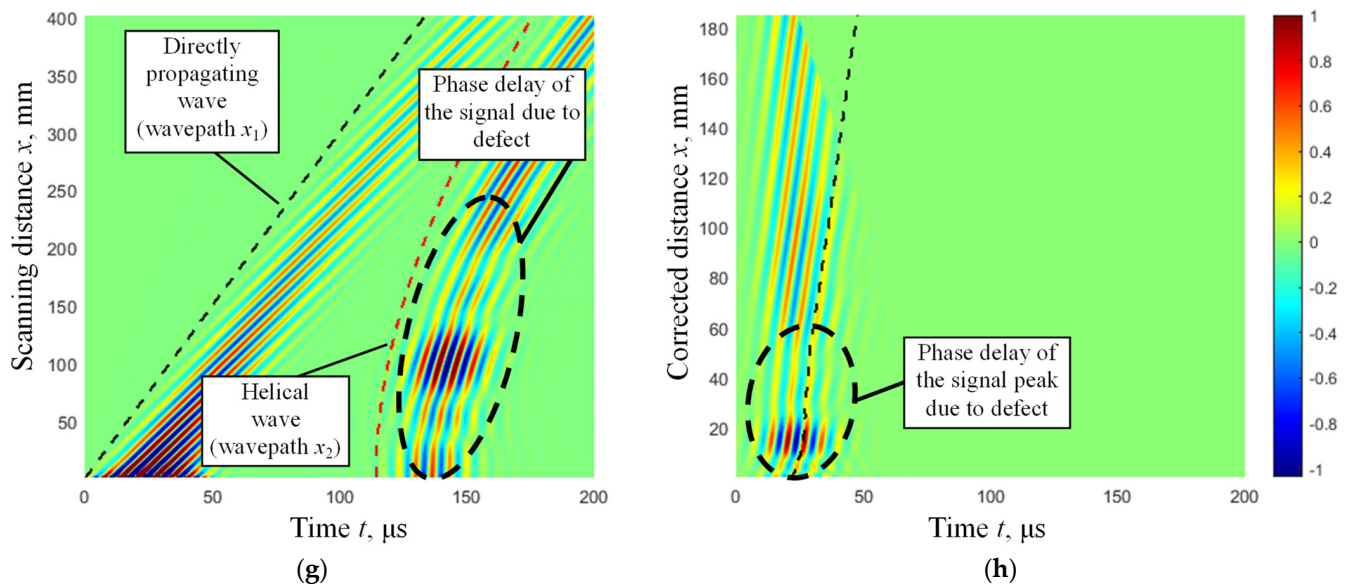 400
350
300
250
200
150
100
50
Scanning distance x, mm
Directly
propagating
wave
(wavepath x₁)
Phase delay of
the signal due to
defect
Helical
wave
(wavepath x₂)
0
50
100
150
200
Time t, μs
(g)
180
160
140
120
100
80
60
40
20
Corrected distance x, mm
Phase delay of
the signal peak
due to defect
0
50
100
150
200
Time t, μs
(h)
1
0.8
0.6
0.4
0.2
0
-0.2
-0.4
-0.6
-0.8
-1